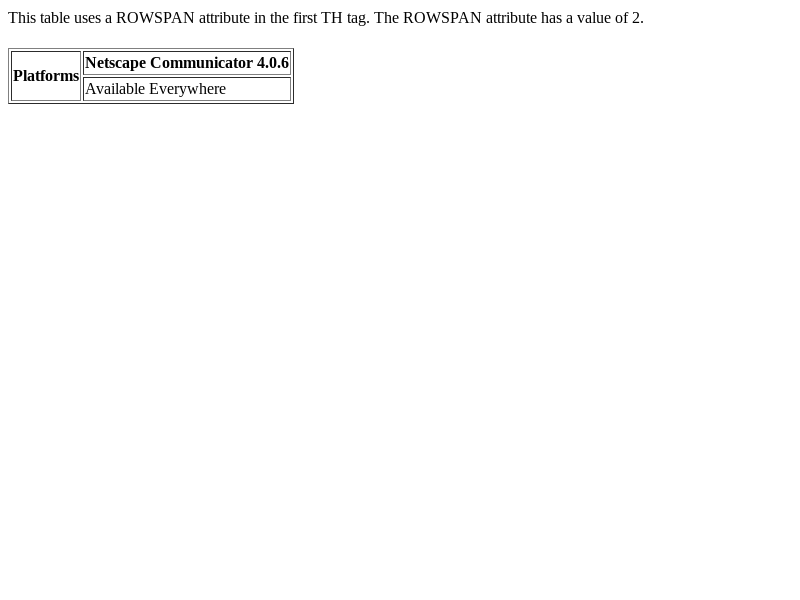 This table uses a ROWSPAN attribute in the first TH tag. The ROWSPAN attribute has a value of 2.
Platforms
Netscape Communicator 4.0.6
Available Everywhere